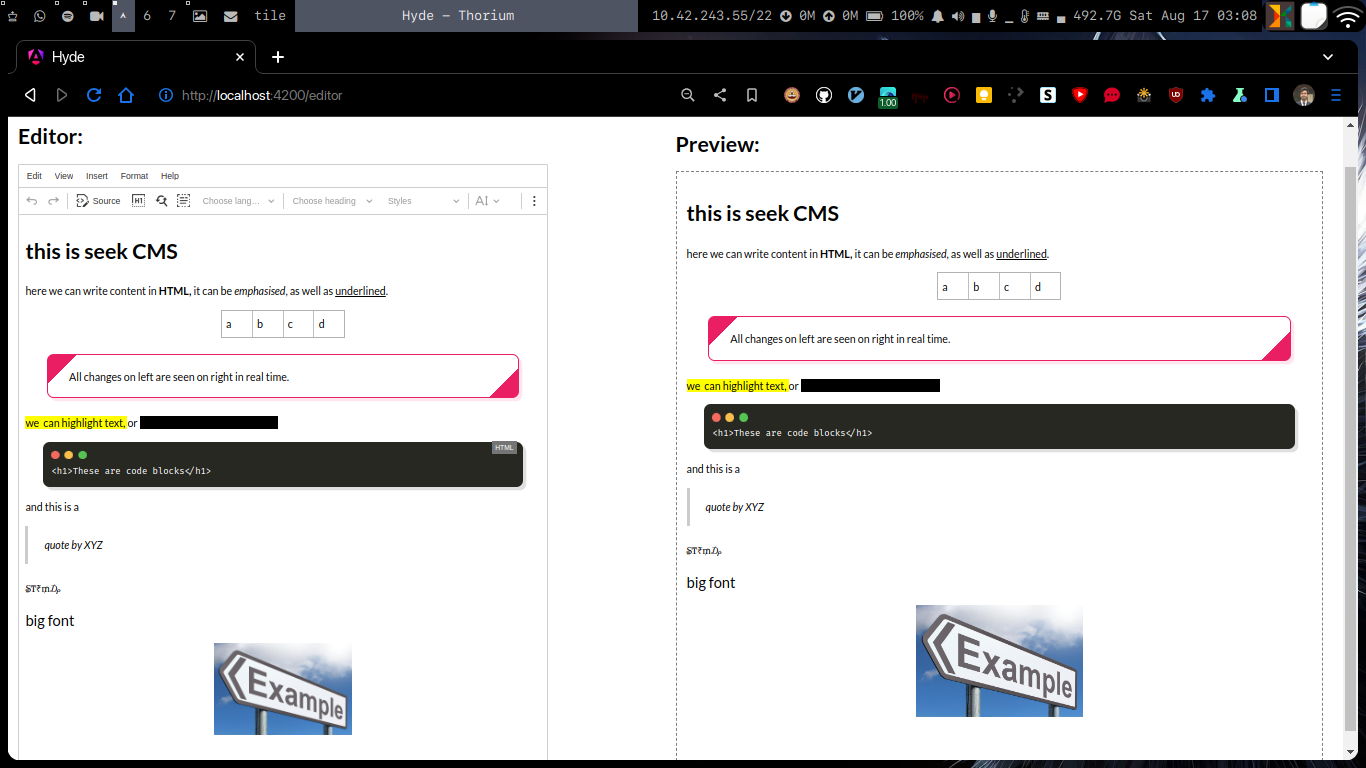 6 7 tile Hyde – Thorium 10.42.243.55/22 0M 0M 100% 492.7G Sat Aug 17 03:08
Hyde
http://localhost:4200/editor
1.00
Editor:
Edit View Insert Format Help
Source H1 Choose lang... Choose heading Styles AI
this is seek CMS
here we can write content in HTML, it can be emphasised, as well as underlined.
a b c d
All changes on left are seen on right in real time.
we can highlight text, or
HTML
<h1>These are code blocks</h1>
and this is a
quote by XYZ
big font
Example
Preview:
this is seek CMS
here we can write content in HTML, it can be emphasised, as well as underlined.
a b c d
All changes on left are seen on right in real time.
we can highlight text, or
<h1>These are code blocks</h1>
and this is a
quote by XYZ
big font
Example